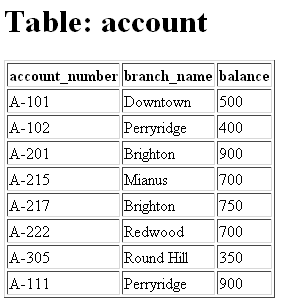 Table: account
account_number branch_name balance
A-101 Downtown 500
A-102 Perryridge 400
A-201 Brighton 900
A-215 Mianus 700
A-217 Brighton 750
A-222 Redwood 700
A-305 Round Hill 350
A-111 Perryridge 900